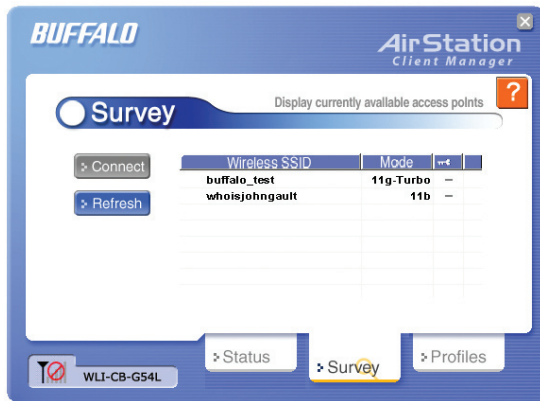 BUFFALO
AirStation
Client Manager
Survey
Display currently available access points
?
Connect
Refresh
Wireless SSID Mode
buffalo_test 11g-Turbo –
whoisjohngault 11b –
Status
Survey
Profiles
WLI-CB-G54L